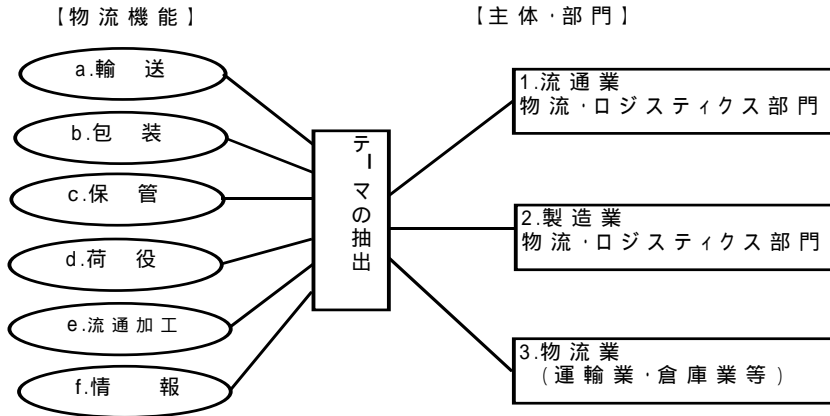 【物流機能】
【主体・部門】
a.輸 送
b.包 装
c.保 管
d.荷 役
e.流通加工
f.情 報
テーマの抽出
1.流通業
物流・ロジスティクス部門
2.製造業
物流・ロジスティクス部門
3.物流業
(運輸業・倉庫業等)